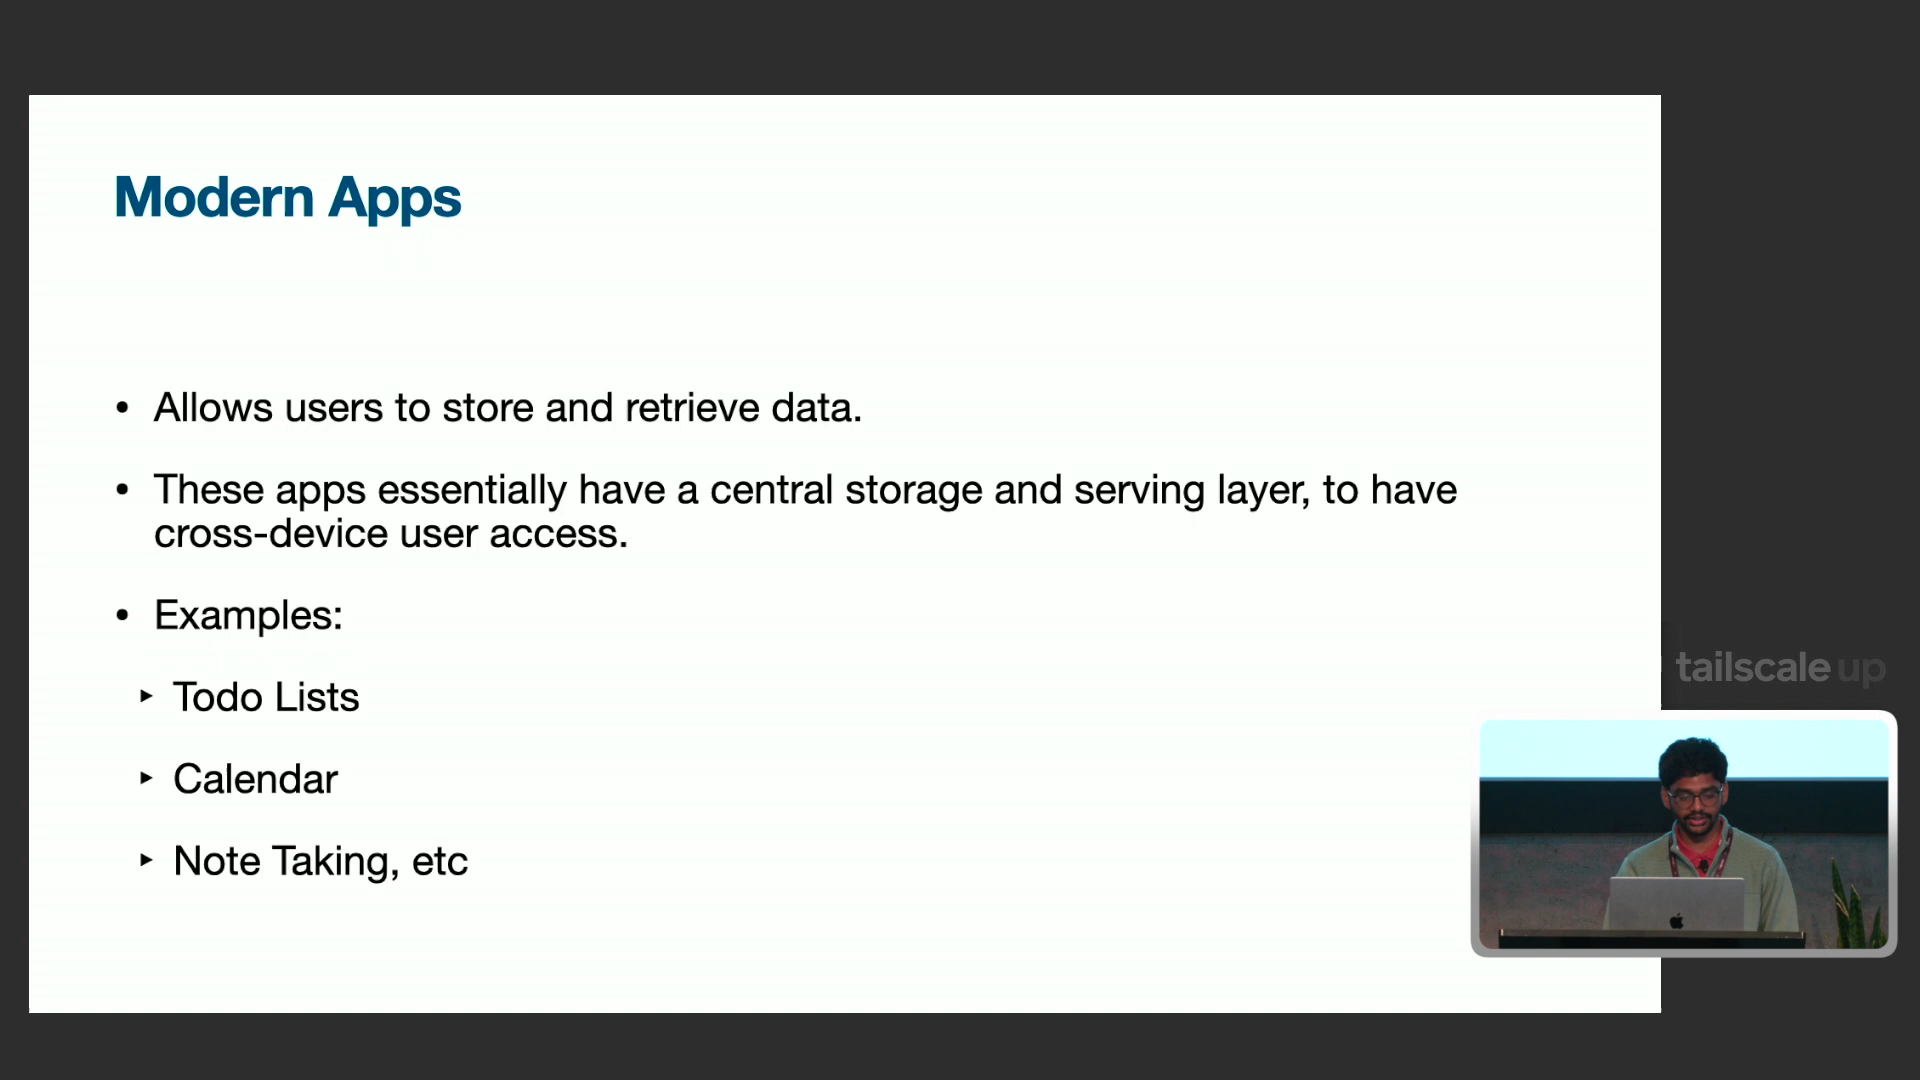 Modern Apps
• Allows users to store and retrieve data.
• These apps essentially have a central storage and serving layer, to have
cross-device user access.
• Examples:
‣ Todo Lists
‣ Calendar
‣ Note Taking, etc
tailscale up